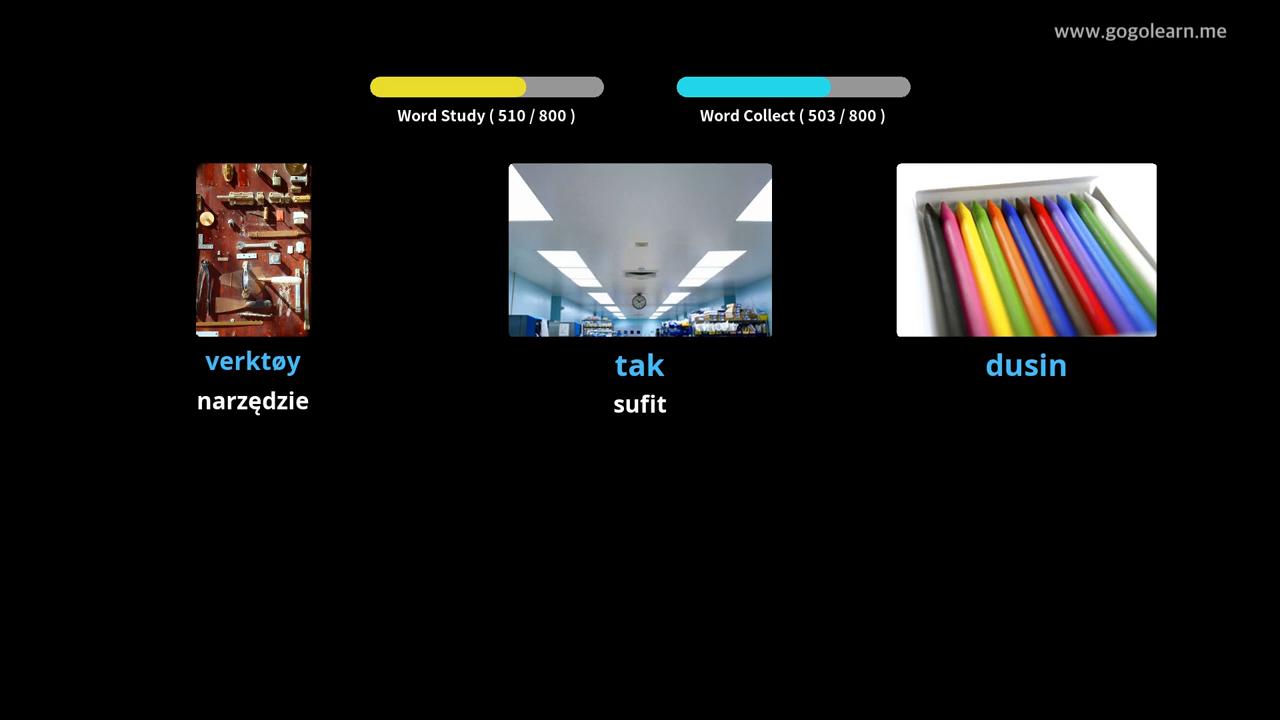 www.gogolearn.me
Word Study ( 510 / 800 )
Word Collect ( 503 / 800 )
verktøy
narzędzie
tak
sufit
dusin